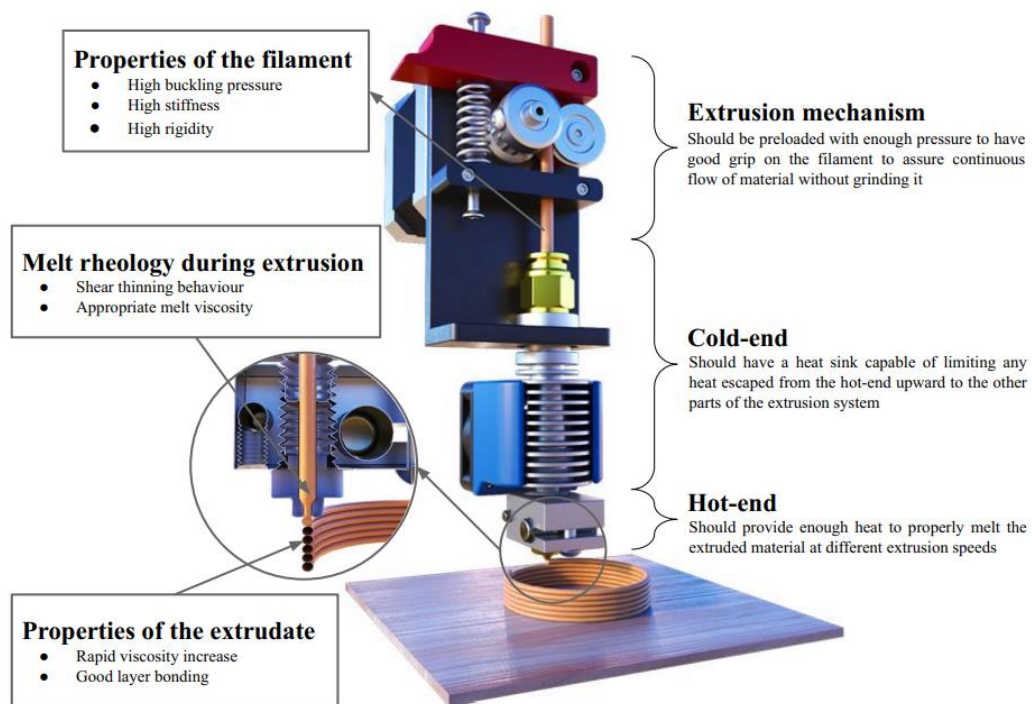 Properties of the filament
● High buckling pressure
● High stiffness
● High rigidity
Extrusion mechanism
Should be preloaded with enough pressure to have
good grip on the filament to assure continuous
flow of material without grinding it
Melt rheology during extrusion
● Shear thinning behaviour
● Appropriate melt viscosity
Cold-end
Should have a heat sink capable of limiting any
heat escaped from the hot-end upward to the other
parts of the extrusion system
Hot-end
Should provide enough heat to properly melt the
extruded material at different extrusion speeds
Properties of the extrudate
● Rapid viscosity increase
● Good layer bonding